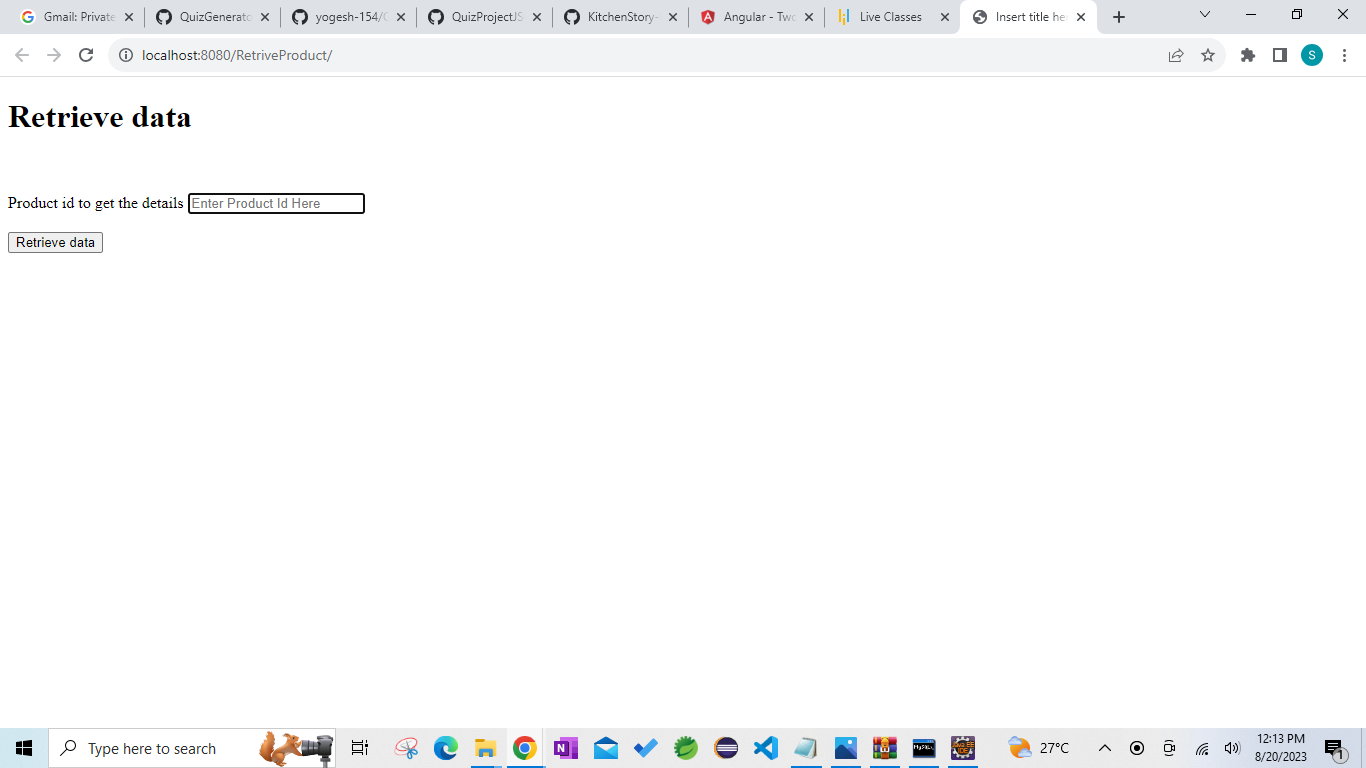 Gmail: Private
QuizGenerato
yogesh-154/
QuizProjectJS
KitchenStory-
Angular - Two
Live Classes
Insert title he
localhost:8080/RetriveProduct/
S
Retrieve data
Product id to get the details Enter Product Id Here
Retrieve data
Type here to search
N
MySQL
27°C
12:13 PM
8/20/2023
1